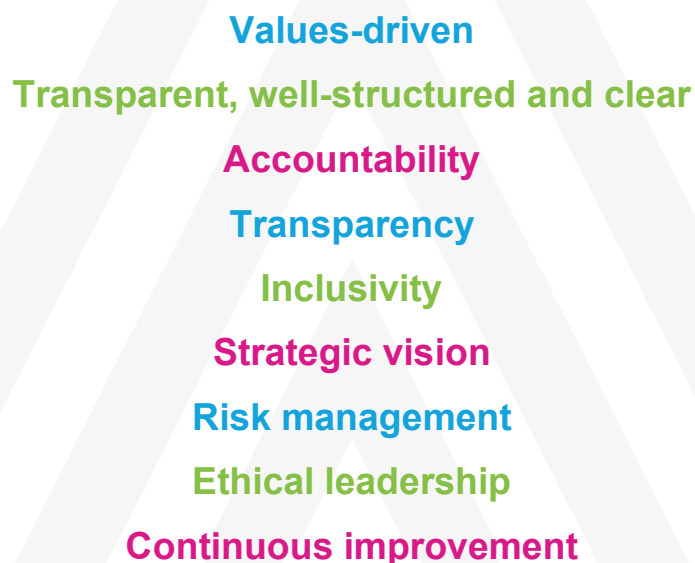 Values-driven
Transparent, well-structured and clear
Accountability
Transparency
Inclusivity
Strategic vision
Risk management
Ethical leadership
Continuous improvement